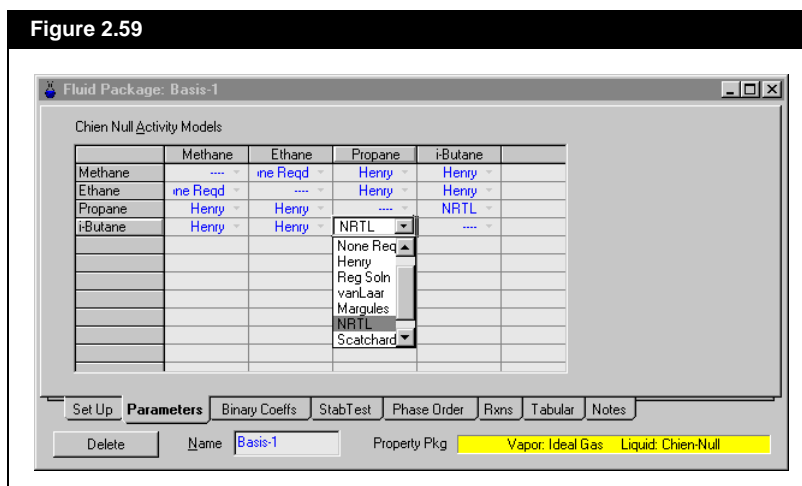 Figure 2.59
Fluid Package: Basis-1
Chien Null Activity Models
Methane Ethane Propane i-Butane
Methane ---- ne Reqd Henry Henry
Ethane ne Reqd ---- Henry Henry
Propane Henry Henry ---- NRTL
i-Butane Henry Henry NRTL ----
None Req
Henry
Reg Soln
vanLaar
Margules
NRTL
Scatchard
Set Up Parameters Binary Coeffs StabTest Phase Order Rxns Tabular Notes
Delete Name Basis-1 Property Pkg Vapor: Ideal Gas Liquid: Chien-Null